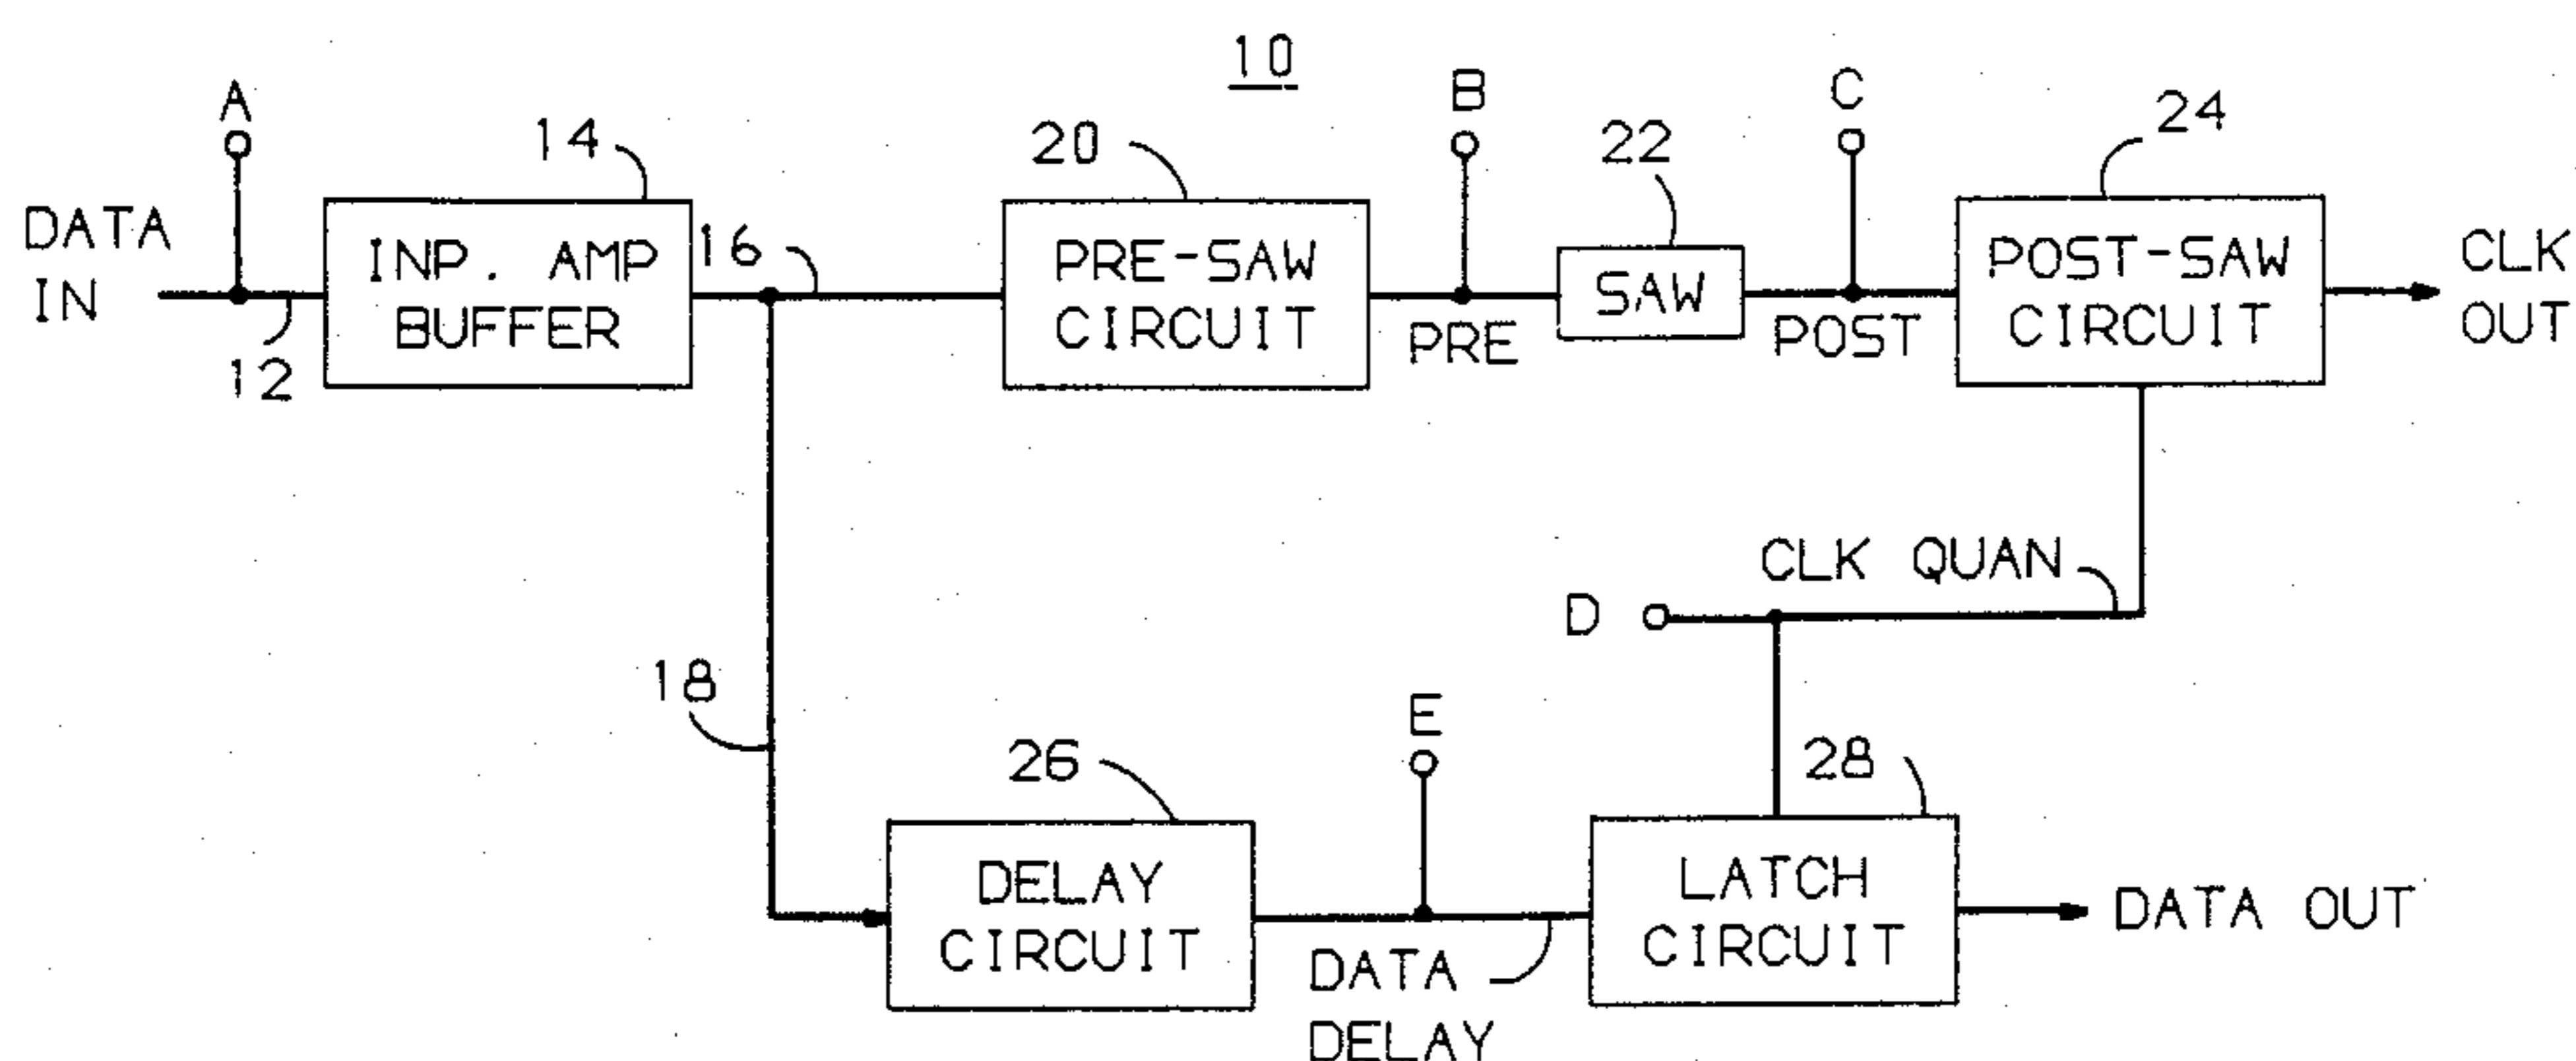 10
A
B
C
14
20
22
24
DATA
IN
INP. AMP
BUFFER
16
PRE-SAW
CIRCUIT
PRE
SAW
POST
POST-SAW
CIRCUIT
CLK
OUT
12
CLK QUAN
D
18
E
26
28
DELAY
CIRCUIT
DATA
DELAY
LATCH
CIRCUIT
DATA OUT